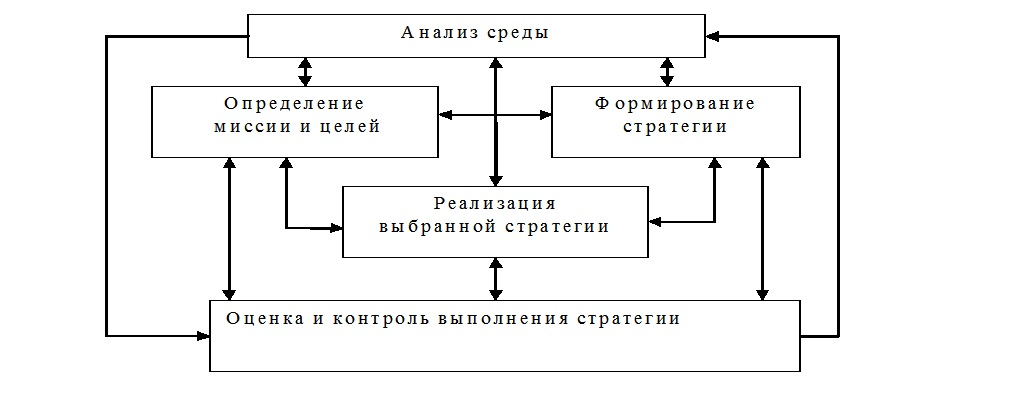 Анализ среды
Определение
миссии и целей
Формирование
стратегии
Реализация
выбранной стратегии
Оценка и контроль выполнения стратегии